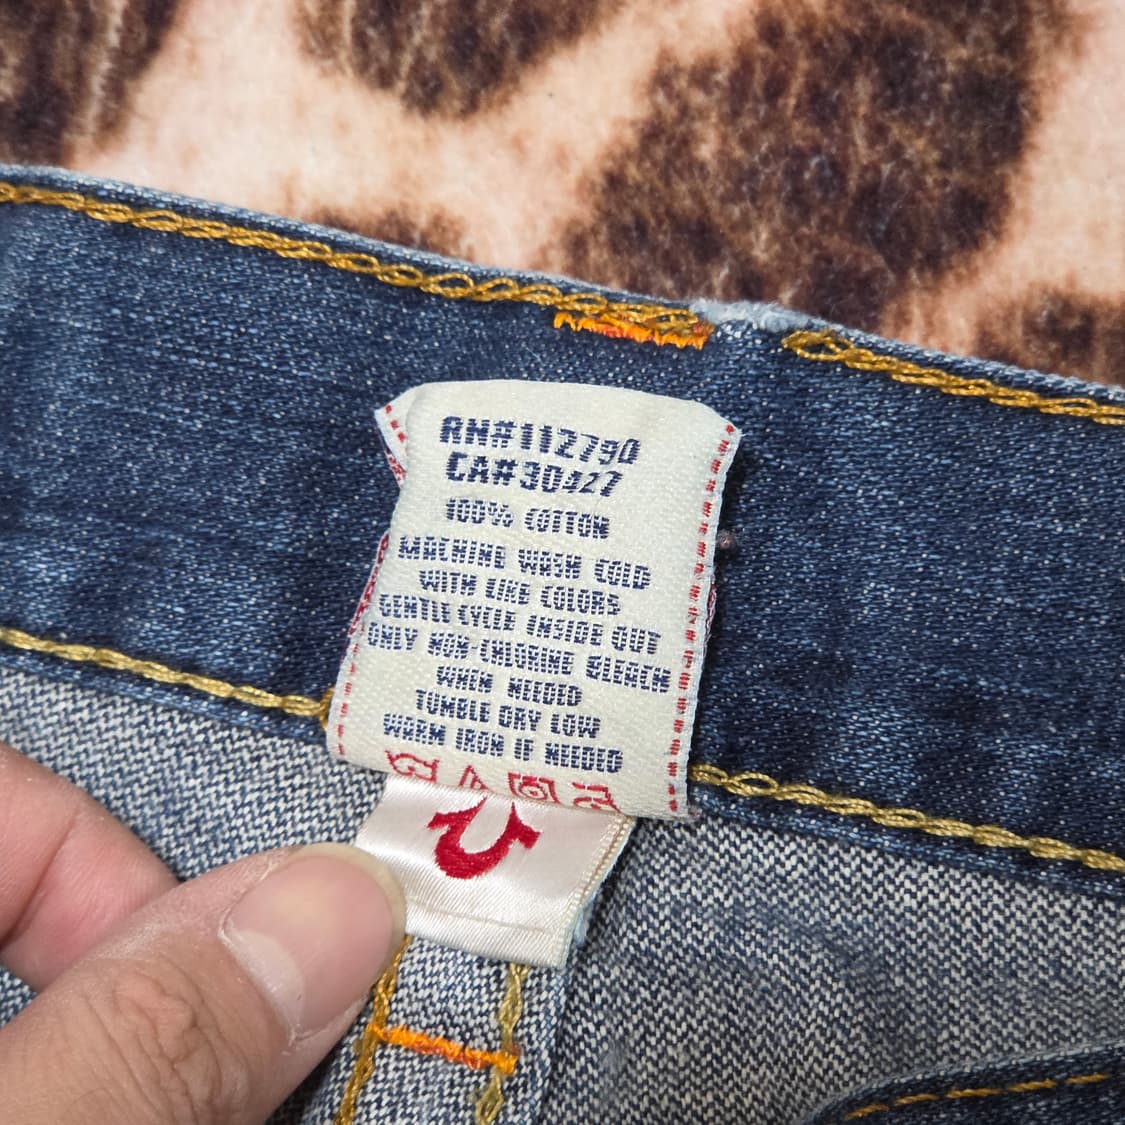 RN#112790
CA#30427
100% COTTON
MACHINE WASH COLD
WITH LIKE COLORS
GENTLE CYCLE INSIDE OUT
ONLY NON-CHLORINE BLEACH
WHEN NEEDED
TUMBLE DRY LOW
WARM IRON IF NEEDED